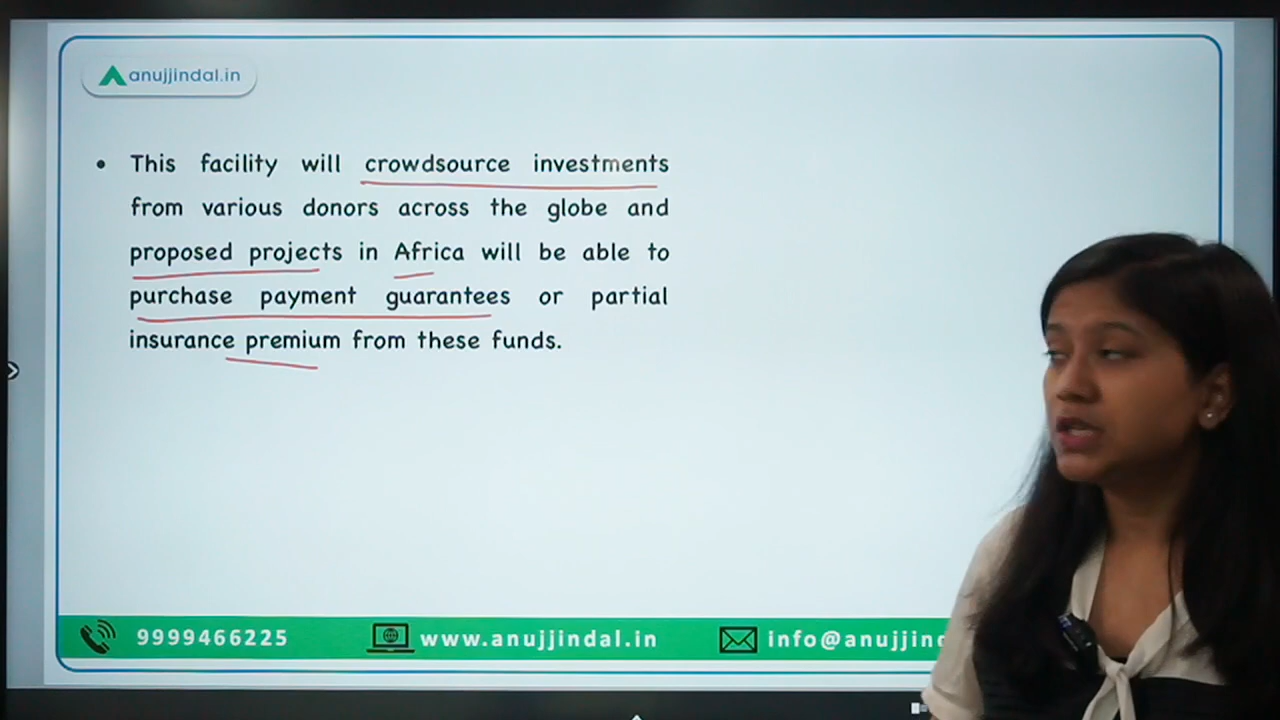 anujjindal.in
• This facility will crowdsource investments
from various donors across the globe and
proposed projects in Africa will be able to
purchase payment guarantees or partial
insurance premium from these funds.
9999466225 www.anujjindal.in info@anujjin